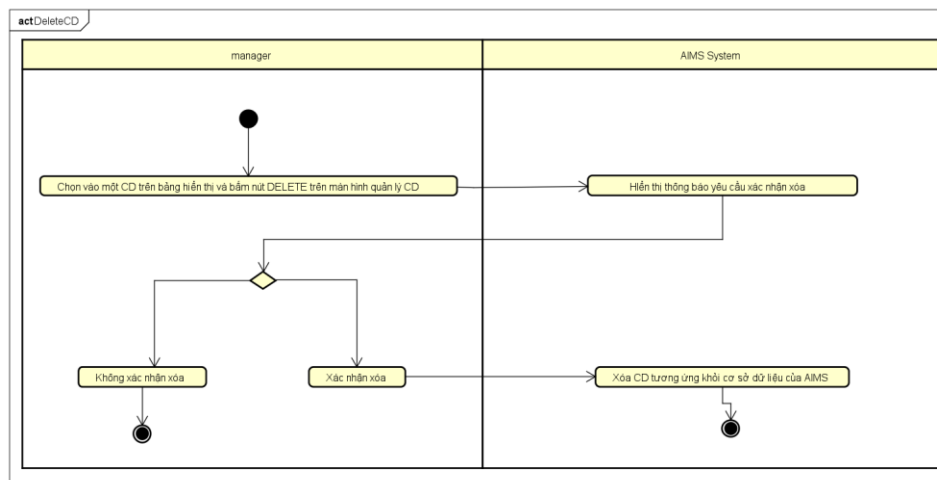 act DeleteCD
manager
AIMS System
Chọn vào một CD trên bảng hiển thị và bấm nút DELETE trên màn hình quản lý CD
Hiển thị thông báo yêu cầu xác nhận xóa
Không xác nhận xóa
Xác nhận xóa
Xóa CD tương ứng khỏi cơ sở dữ liệu của AIMS